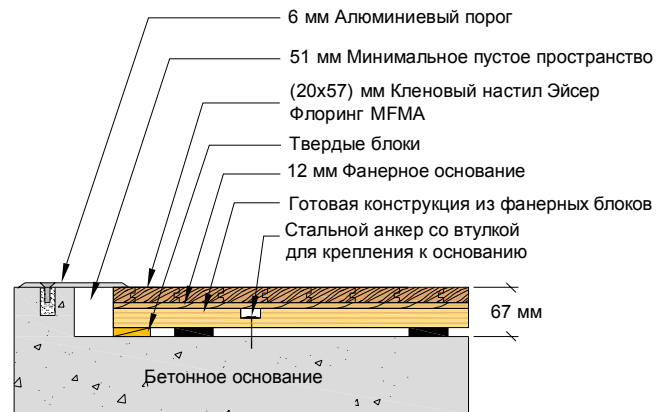 6 мм Алюминиевый порог
51 мм Минимальное пустое пространство
(20х57) мм Кленовый настил Эйсер
Флоринг MFMA
Твердые блоки
12 мм Фанерное основание
Готовая конструкция из фанерных блоков
Стальной анкер со втулкой
для крепления к основанию
67 мм
Бетонное основание